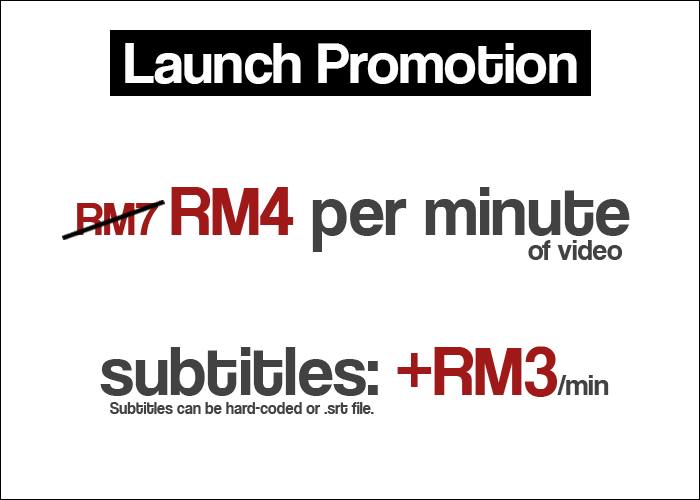 Launch Promotion
RM7 RM4 per minute
of video
subtitles: +RM3/min
Subtitles can be hard-coded or .srt file.